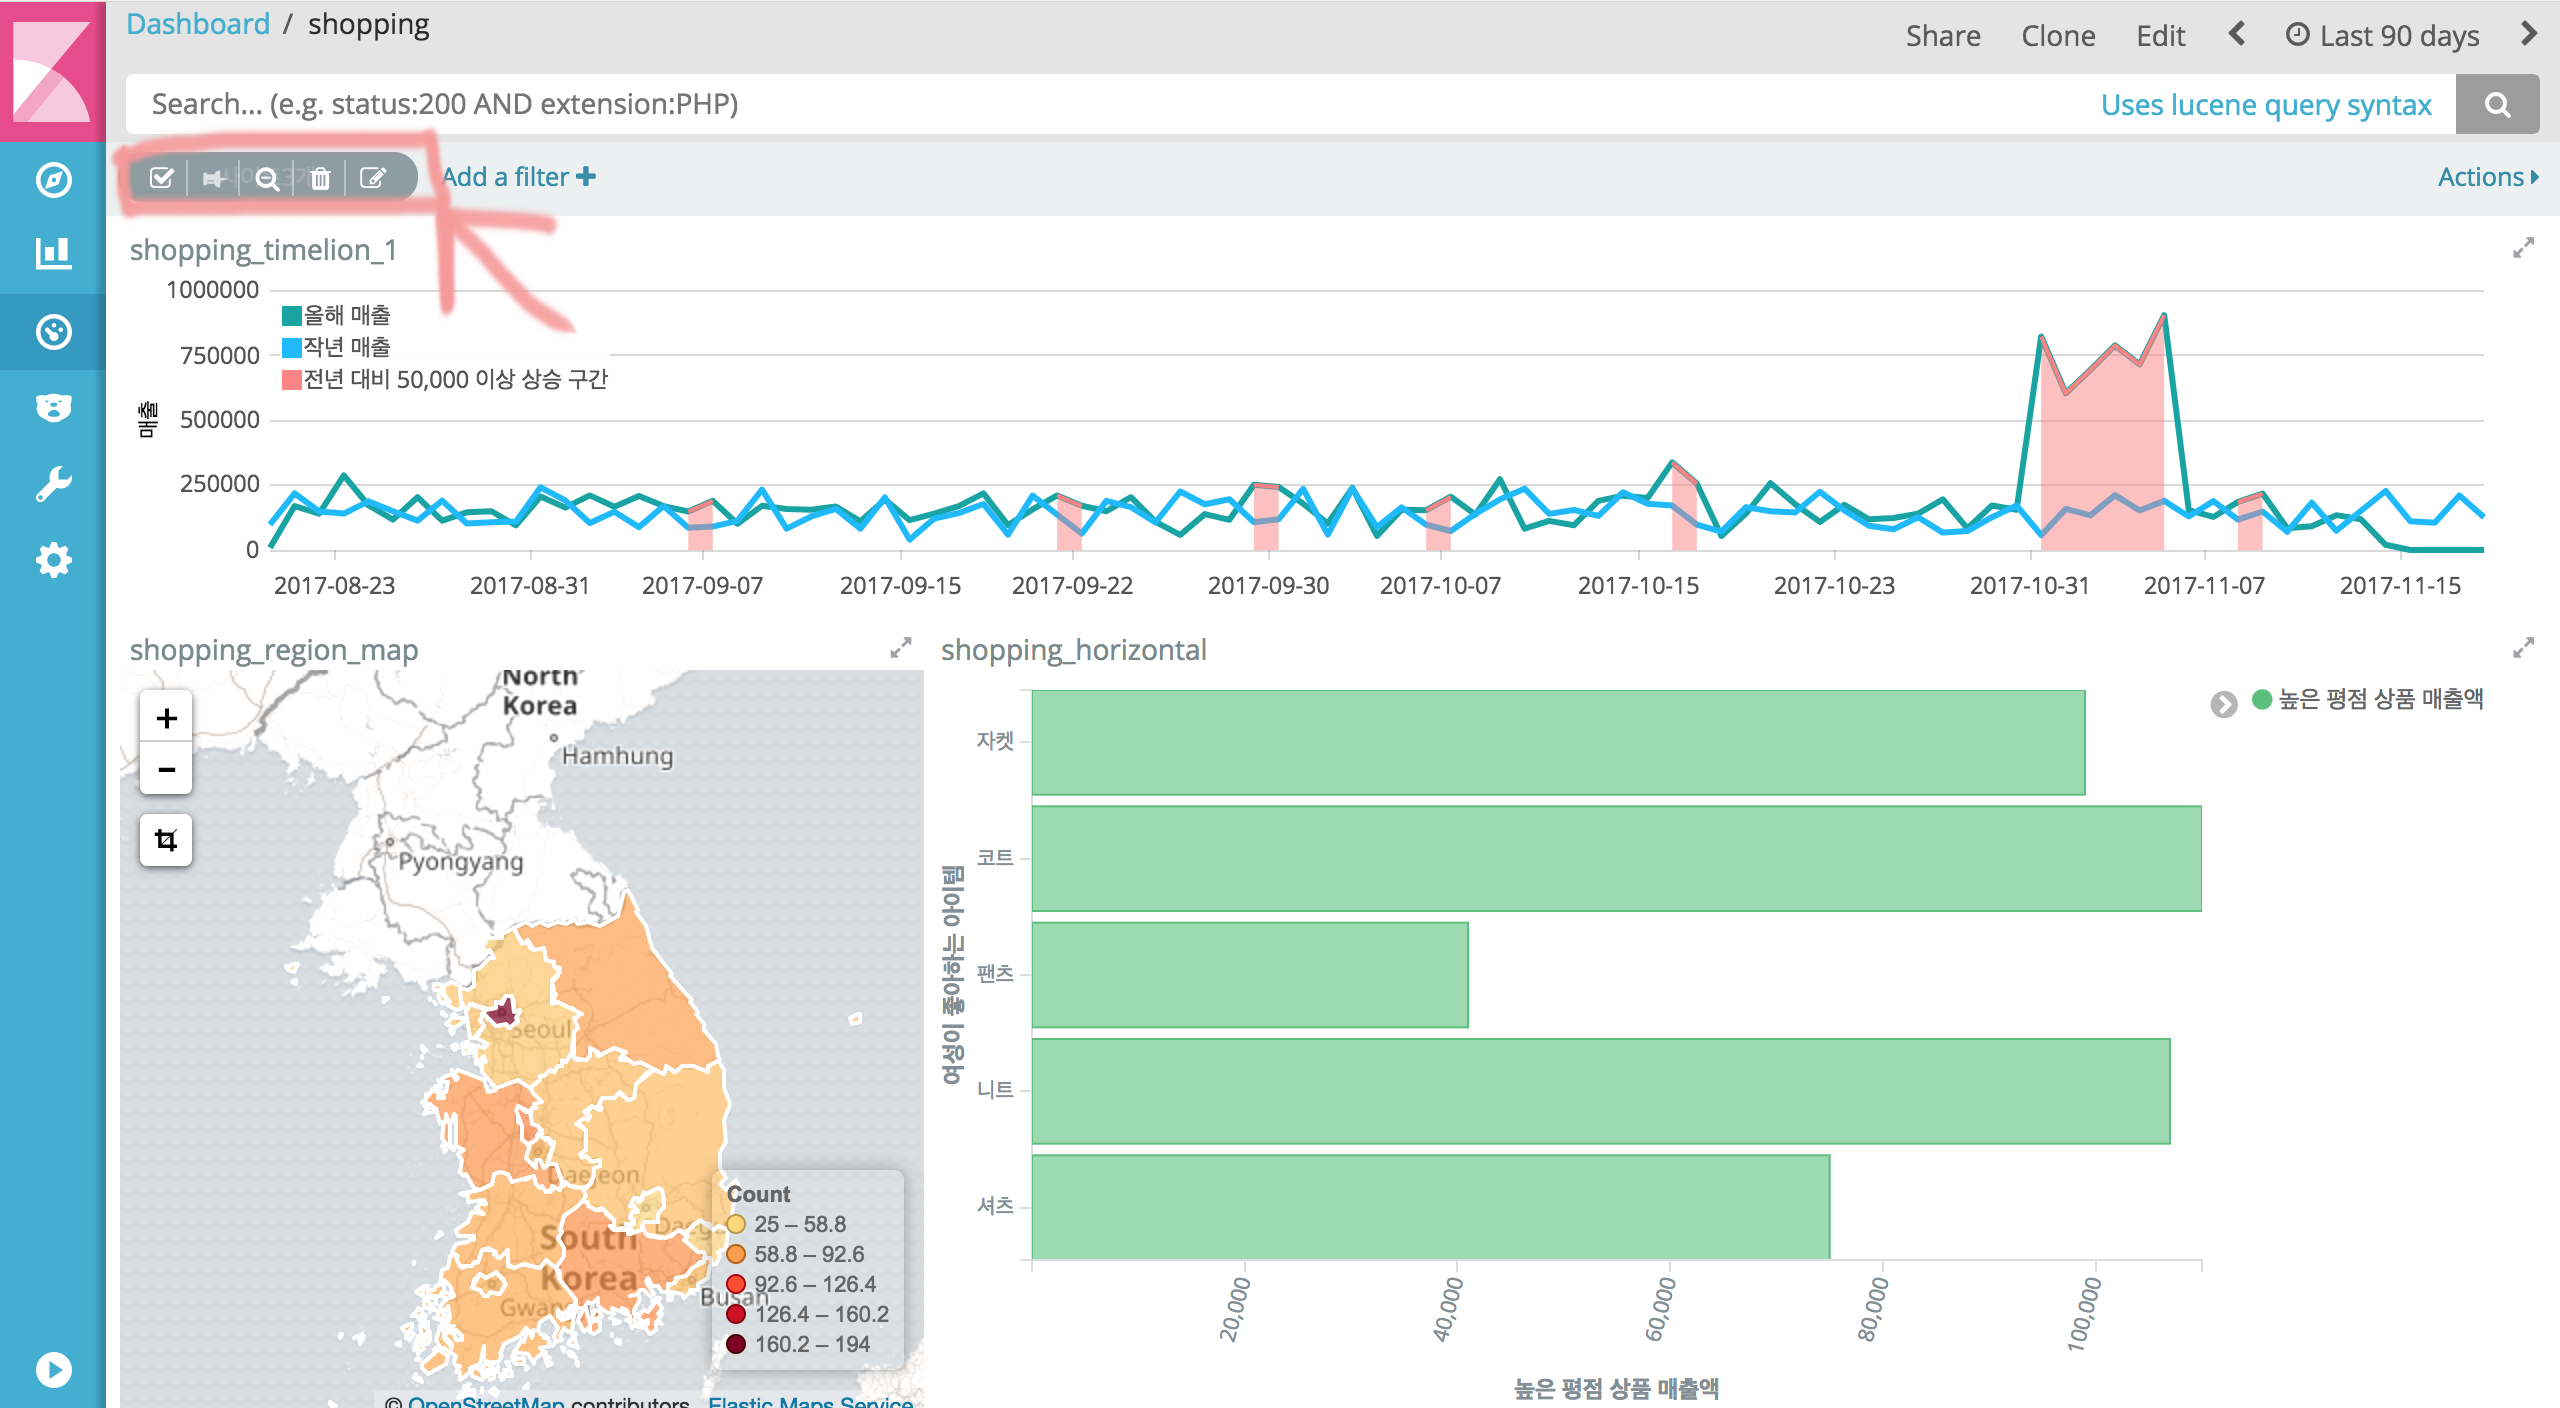 Dashboard / shopping
Share Clone Edit Last 90 days
Search... (e.g. status:200 AND extension:PHP)
Uses lucene query syntax
Add a filter
Actions
shopping_timelion_1
1000000
750000
500000
250000
0
매출
올해 매출
작년 매출
전년 대비 50,000 이상 상승 구간
2017-08-23 2017-08-31 2017-09-07 2017-09-15 2017-09-22 2017-09-30 2017-10-07 2017-10-15 2017-10-23 2017-10-31 2017-11-07 2017-11-15
shopping_region_map
+
−
North
Korea
Hamhung
Pyongyang
Seoul
Daejeon
South
Korea
Busan
Count
25 – 58.8
58.8 – 92.6
92.6 – 126.4
126.4 – 160.2
160.2 – 194
© OpenStreetMap contributors, Elastic Maps Service
shopping_horizontal
높은 평점 상품 매출액
여성이 좋아하는 아이템
자켓
코트
팬츠
니트
셔츠
20,000 40,000 60,000 80,000 100,000
높은 평점 상품 매출액